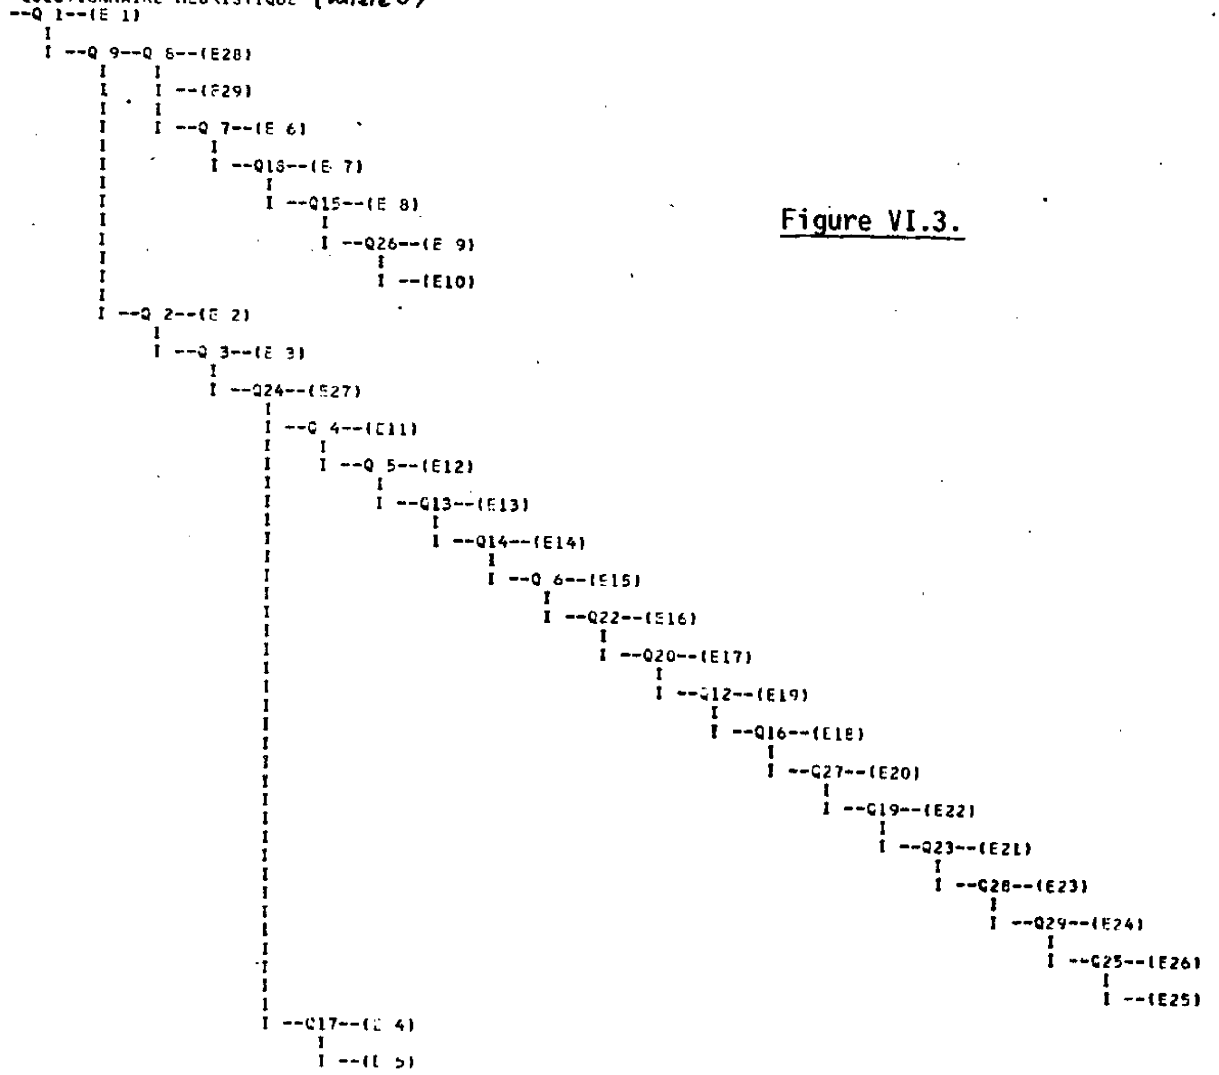 QUESTIONNAIRE HEURISTIQUE
--Q 1--(E 1)
I
I --Q 9--Q 8--(E28)
I I
I I --(E29)
I I
I I --Q 7--(E 6)
I I
I I --Q18--(E 7)
I I
I I --Q15--(E 8)
Figure VI.3.
I I
I I --Q26--(E 9)
I I
I I --(E10)
I
I --Q 2--(E 2)
I
I --Q 3--(E 3)
I
I --Q24--(E27)
I
I --Q 4--(E11)
I I
I I --Q 5--(E12)
I I
I I --Q13--(E13)
I I
I I --Q14--(E14)
I I
I I --Q 6--(E15)
I I
I I --Q22--(E16)
I I
I I --Q20--(E17)
I I
I I --Q12--(E19)
I I
I I --Q16--(E18)
I I
I I --Q27--(E20)
I I
I I --Q19--(E22)
I I
I I --Q23--(E21)
I I
I I --Q28--(E23)
I I
I I --Q29--(E24)
I I
I I --Q25--(E26)
I I
I I --(E25)
I
I --Q17--(E 4)
I
I --(E 5)